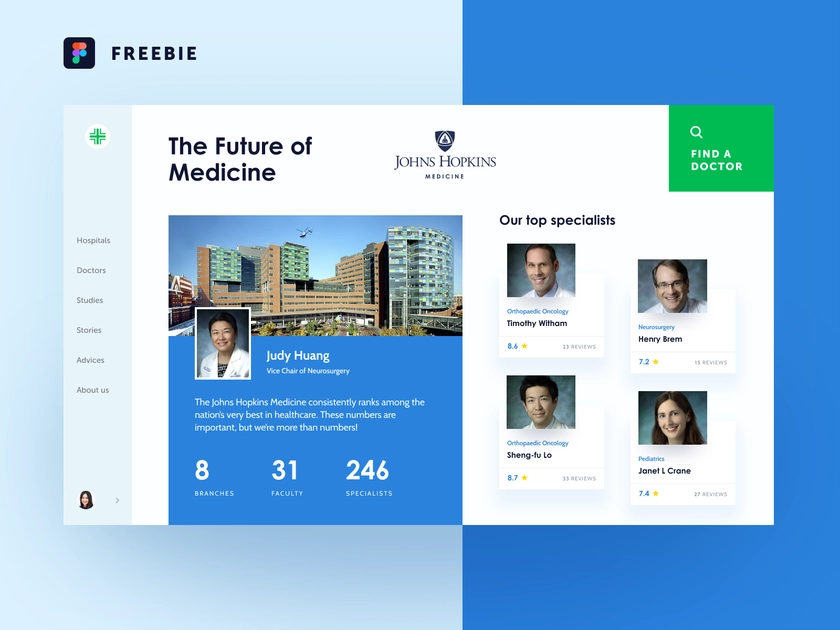 FREEBIE
The Future of
Medicine
JOHNS HOPKINS
MEDICINE
FIND A
DOCTOR
Hospitals
Doctors
Studies
Stories
Advices
About us
Judy Huang
Vice Chair of Neurosurgery
The Johns Hopkins Medicine consistently ranks among the
nation's very best in healthcare. These numbers are
important, but we're more than numbers!
8
BRANCHES
31
FACULTY
246
SPECIALISTS
Our top specialists
Orthopaedic Oncology
Timothy Witham
8.6
23 REVIEWS
Neurosurgery
Henry Brem
7.2
15 REVIEWS
Orthopaedic Oncology
Sheng-fu Lo
8.7
33 REVIEWS
Pediatrics
Janet L Crane
7.4
27 REVIEWS